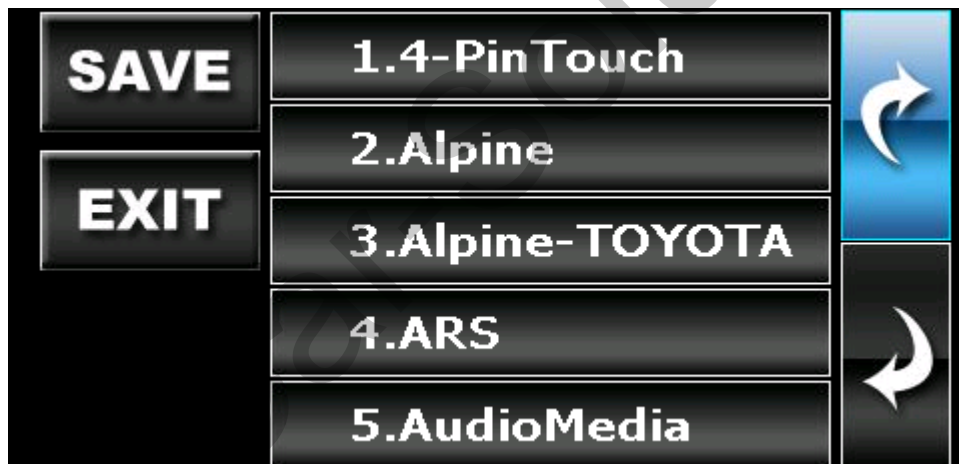 SAVE
EXIT
1.4-PinTouch
2.Alpine
3.Alpine-TOYOTA
4.ARS
5.AudioMedia